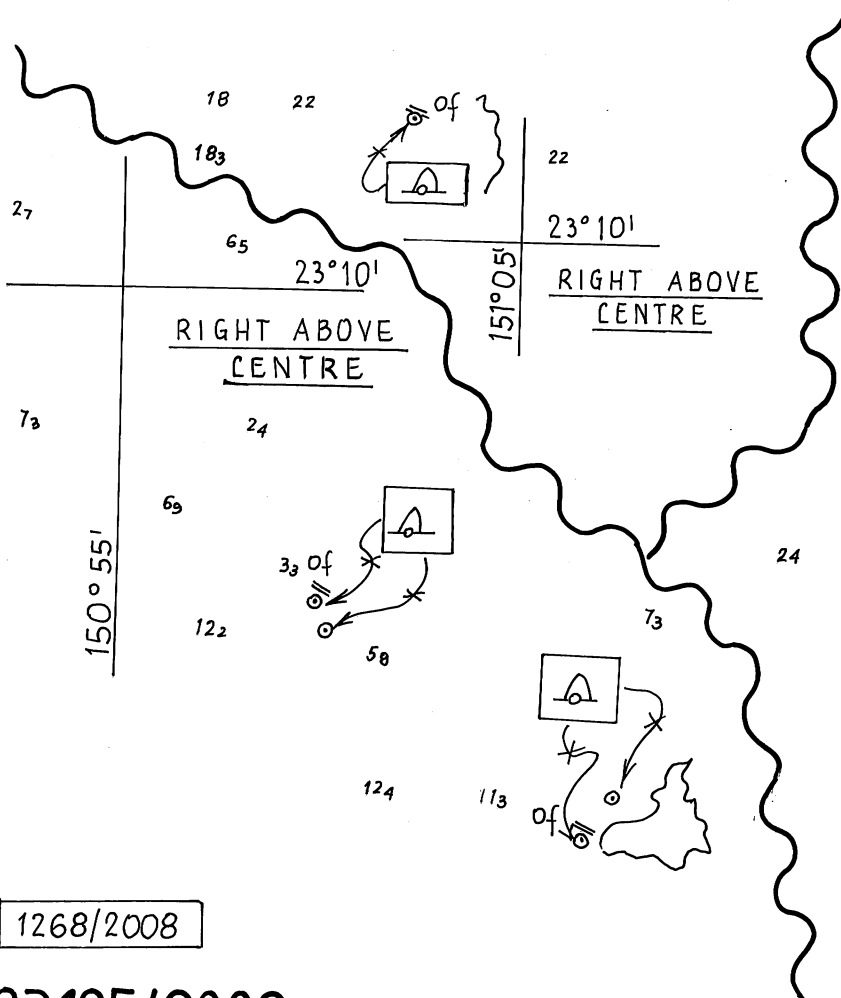 18 22 Of
18₃ 22
2₇
6₅ 23°10'
23°10'
151°05'
RIGHT ABOVE
CENTRE
RIGHT ABOVE
CENTRE
7₃ 24
6₉
150°55'
3₃ Of
24
12₂ 7₃
5₈
12₄ 11₃
Of
1268/2008